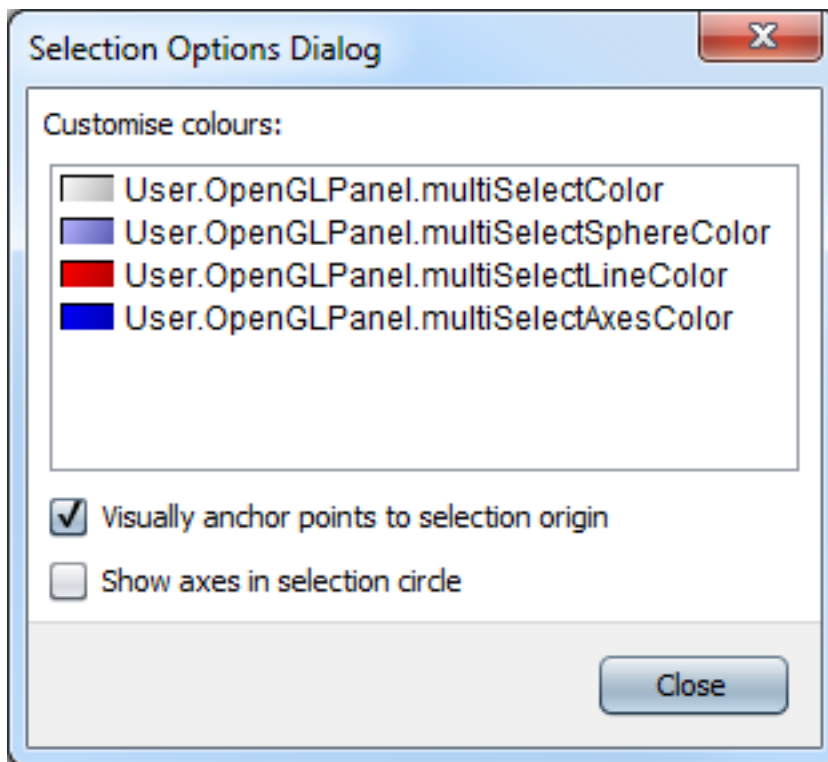 Selection Options Dialog
Customise colours:
User.OpenGLPanel.multiSelectColor
User.OpenGLPanel.multiSelectSphereColor
User.OpenGLPanel.multiSelectLineColor
User.OpenGLPanel.multiSelectAxesColor
Visually anchor points to selection origin
Show axes in selection circle
Close